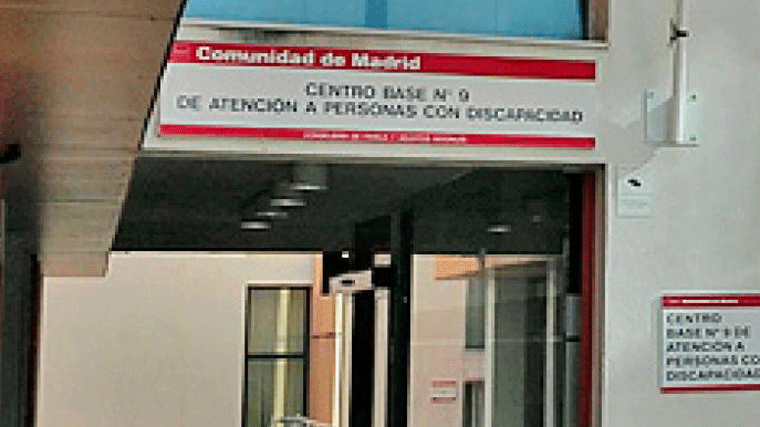 Comunidad de Madrid
CENTRO BASE Nº 9
DE ATENCIÓN A PERSONAS CON DISCAPACIDAD
CENTRO
BASE Nº 9 DE
ATENCIÓN A
PERSONAS CO
DISCAPACIDAD